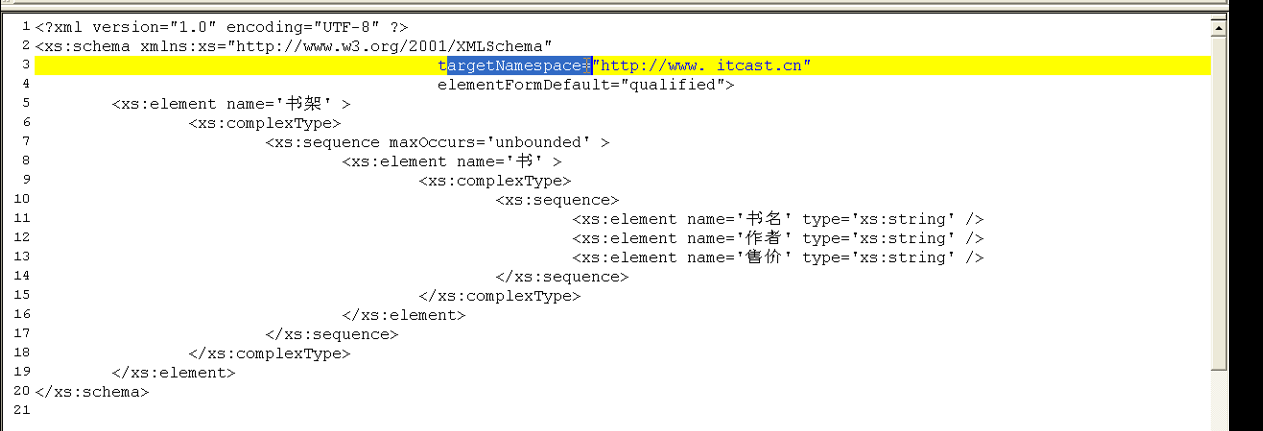 1 <?xml version="1.0" encoding="UTF-8" ?>
2 <xs:schema xmlns:xs="http://www.w3.org/2001/XMLSchema"
3 targetNamespace="http://www. itcast.cn"
4 elementFormDefault="qualified">
5 <xs:element name='书架' >
6 <xs:complexType>
7 <xs:sequence maxOccurs='unbounded' >
8 <xs:element name='书' >
9 <xs:complexType>
10 <xs:sequence>
11 <xs:element name='书名' type='xs:string' />
12 <xs:element name='作者' type='xs:string' />
13 <xs:element name='售价' type='xs:string' />
14 </xs:sequence>
15 </xs:complexType>
16 </xs:element>
17 </xs:sequence>
18 </xs:complexType>
19 </xs:element>
20 </xs:schema>
21